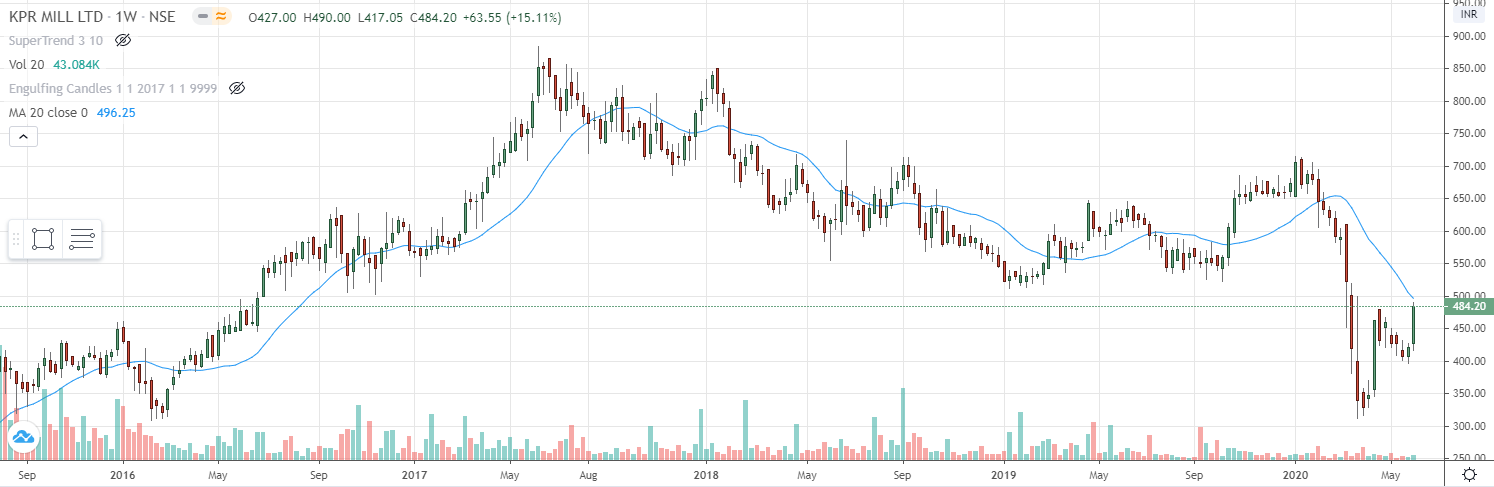 KPR MILL LTD · 1W · NSE O427.00 H490.00 L417.05 C484.20 +63.55 (+15.11%)
SuperTrend 3 10
Vol 20 43.084K
Engulfing Candles 1 1 2017 1 1 9999
MA 20 close 0 496.25
950.00
INR
900.00
850.00
800.00
750.00
700.00
650.00
600.00
550.00
500.00
484.20
450.00
400.00
350.00
300.00
250.00
Sep 2016 May Sep 2017 May Aug 2018 May Sep 2019 May Sep 2020 May